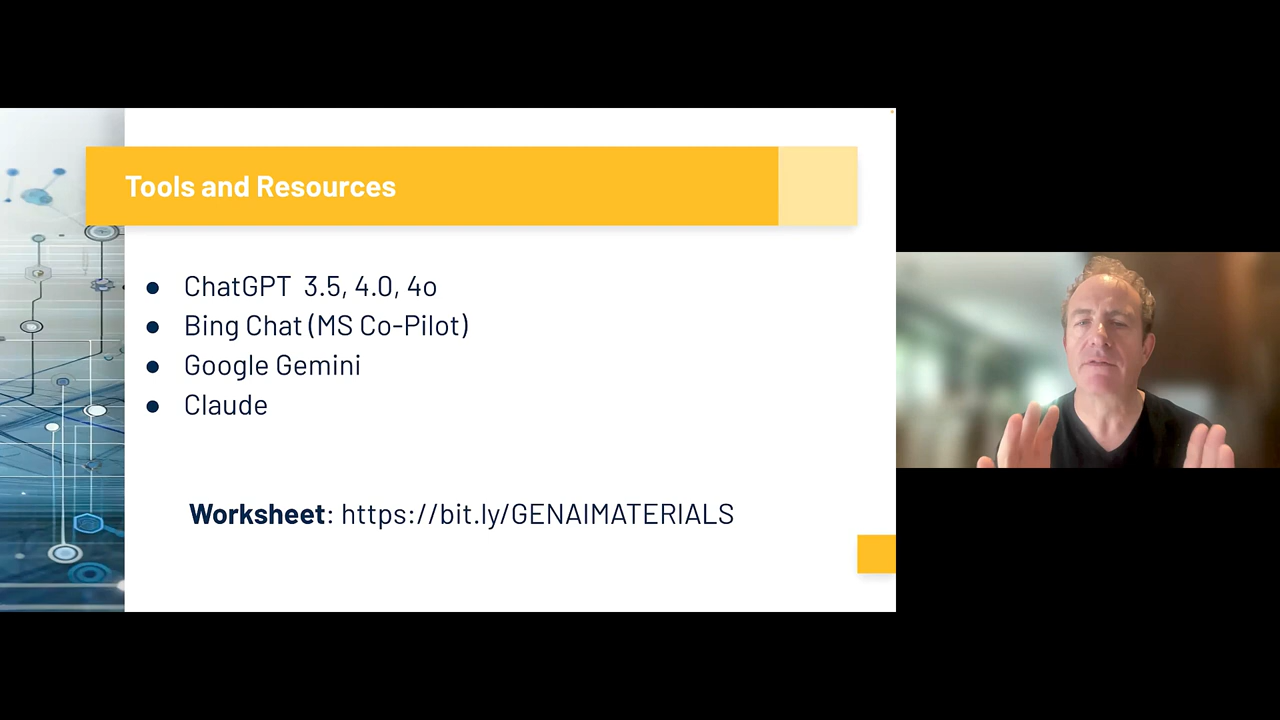 Tools and Resources
● ChatGPT 3.5, 4.0, 4o
● Bing Chat (MS Co-Pilot)
● Google Gemini
● Claude
Worksheet: https://bit.ly/GENAIMATERIALS